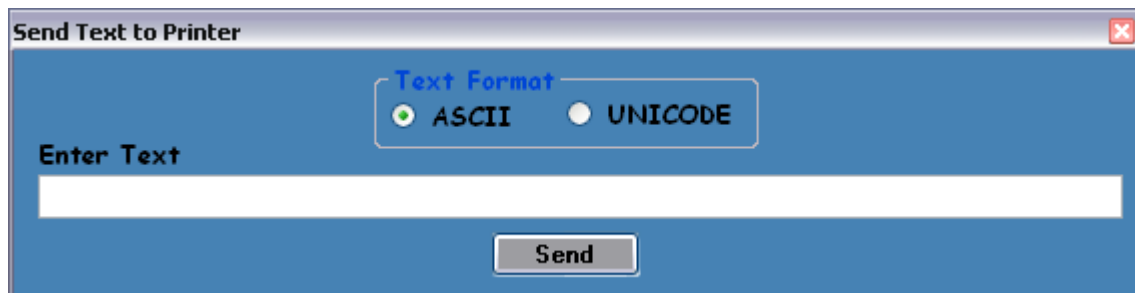 Send Text to Printer
Text Format
ASCII UNICODE
Enter Text
Send